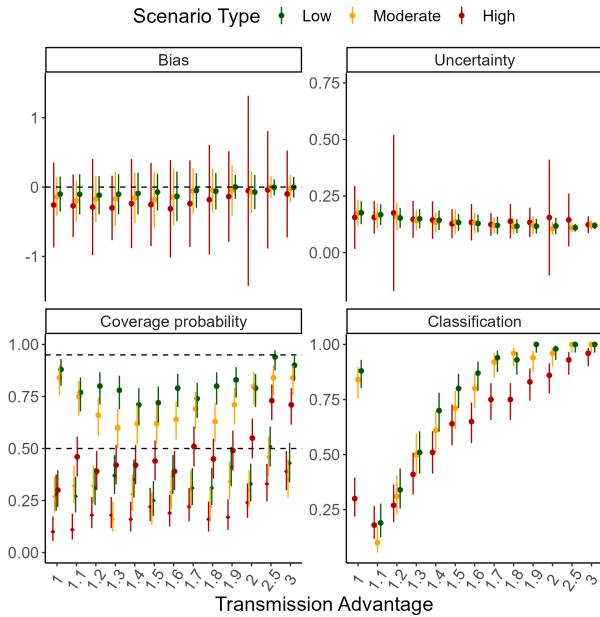 Scenario Type Low Moderate High
Bias Uncertainty
1
0
-1
0.75
0.25
0.00
Coverage probability Classification
1.00
0.75
0.50
0.25
0.00
1.00
0.75
0.50
0.25
1 1.1 1.2 1.3 1.4 1.5 1.6 1.7 1.8 1.9 2 2.5 3
1 1.1 1.2 1.3 1.4 1.5 1.6 1.7 1.8 1.9 2 2.5 3
Transmission Advantage